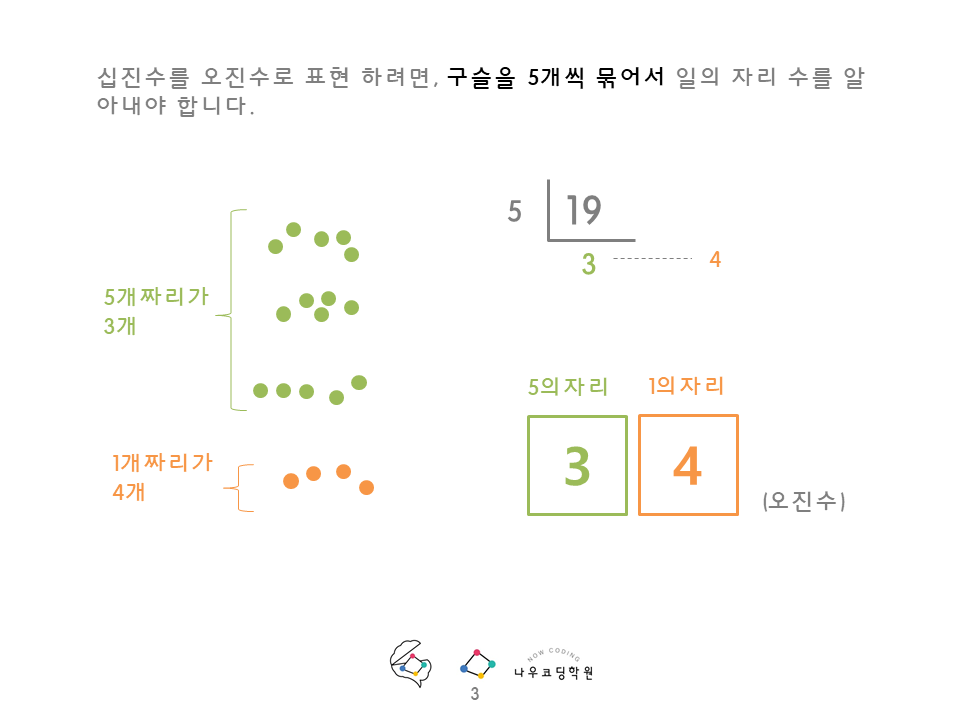 십진수를 오진수로 표현 하려면, 구슬을 5개씩 묶어서 일의 자리 수를 알
아내야 합니다.
5 19
3 4
5개짜리가
3개
5의자리 1의자리
3 4
1개짜리가
4개
(오진수)
NOW CODING
나우코딩학원
3